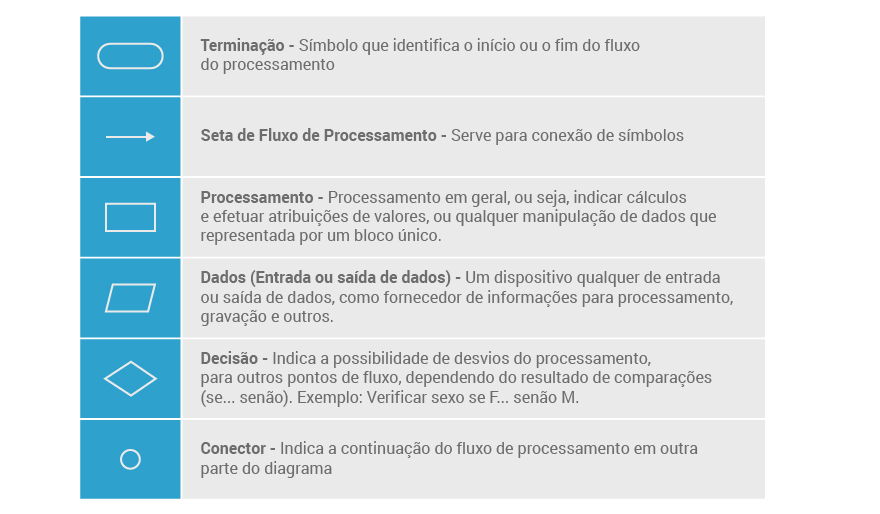 Terminação - Símbolo que identifica o início ou o fim do fluxo
do processamento
Seta de Fluxo de Processamento - Serve para conexão de símbolos
Processamento - Processamento em geral, ou seja, indicar cálculos
e efetuar atribuições de valores, ou qualquer manipulação de dados que
representada por um bloco único.
Dados (Entrada ou saída de dados) - Um dispositivo qualquer de entrada
ou saída de dados, como fornecedor de informações para processamento,
gravação e outros.
Decisão - Indica a possibilidade de desvios do processamento,
para outros pontos de fluxo, dependendo do resultado de comparações
(se... senão). Exemplo: Verificar sexo se F... senão M.
Conector - Indica a continuação do fluxo de processamento em outra
parte do diagrama